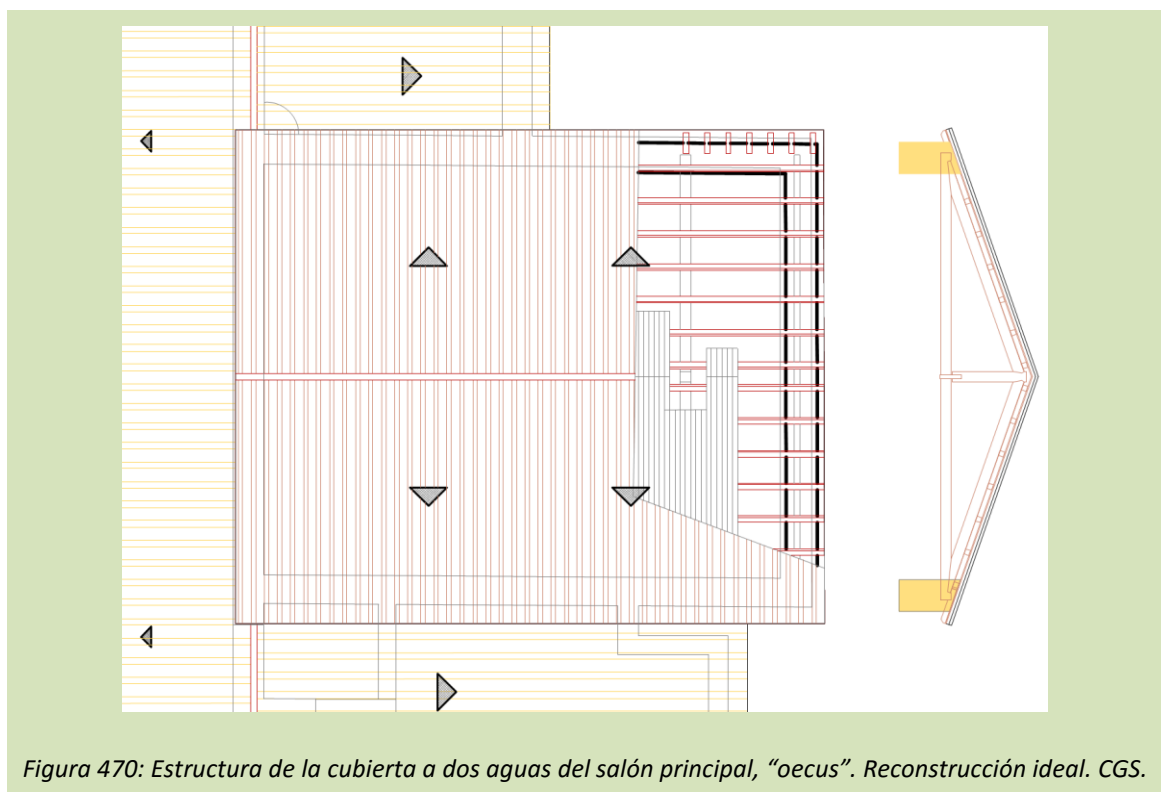 Figura 470: Estructura de la cubierta a dos aguas del salón principal, “oecus”. Reconstrucción ideal. CGS.